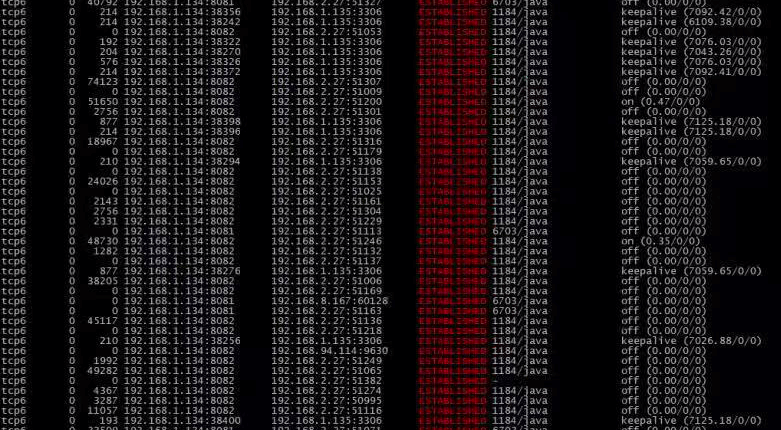 tcp6 0 40792 192.168.1.134:8081 192.168.2.27:51327 ESTABLISHED 6703/java off (0.00/0/0)
tcp6 0 214 192.168.1.134:38356 192.168.1.135:3306 ESTABLISHED 1184/java keepalive (7092.42/0/0)
tcp6 0 214 192.168.1.134:38242 192.168.1.135:3306 ESTABLISHED 1184/java keepalive (6109.38/0/0)
tcp6 0 0 192.168.1.134:8082 192.168.2.27:51053 ESTABLISHED 1184/java off (0.00/0/0)
tcp6 0 192 192.168.1.134:38322 192.168.1.135:3306 ESTABLISHED 1184/java keepalive (7076.03/0/0)
tcp6 0 204 192.168.1.134:38270 192.168.1.135:3306 ESTABLISHED 1184/java keepalive (7043.26/0/0)
tcp6 0 576 192.168.1.134:38326 192.168.1.135:3306 ESTABLISHED 1184/java keepalive (7076.03/0/0)
tcp6 0 214 192.168.1.134:38372 192.168.1.135:3306 ESTABLISHED 1184/java keepalive (7092.41/0/0)
tcp6 0 74123 192.168.1.134:8082 192.168.2.27:51307 ESTABLISHED 1184/java off (0.00/0/0)
tcp6 0 0 192.168.1.134:8082 192.168.2.27:51009 ESTABLISHED 1184/java off (0.00/0/0)
tcp6 0 51650 192.168.1.134:8082 192.168.2.27:51200 ESTABLISHED 1184/java on (0.47/0/0)
tcp6 0 2756 192.168.1.134:8082 192.168.2.27:51301 ESTABLISHED 1184/java off (0.00/0/0)
tcp6 0 877 192.168.1.134:38398 192.168.1.135:3306 ESTABLISHED 1184/java keepalive (7125.18/0/0)
tcp6 0 214 192.168.1.134:38396 192.168.1.135:3306 ESTABLISHED 1184/java keepalive (7125.18/0/0)
tcp6 0 18967 192.168.1.134:8082 192.168.2.27:51316 ESTABLISHED 1184/java off (0.00/0/0)
tcp6 0 0 192.168.1.134:8082 192.168.2.27:51179 ESTABLISHED 1184/java off (0.00/0/0)
tcp6 0 210 192.168.1.134:38294 192.168.1.135:3306 ESTABLISHED 1184/java keepalive (7059.65/0/0)
tcp6 0 0 192.168.1.134:8082 192.168.2.27:51138 ESTABLISHED 1184/java off (0.00/0/0)
tcp6 0 24026 192.168.1.134:8082 192.168.2.27:51153 ESTABLISHED 1184/java off (0.00/0/0)
tcp6 0 0 192.168.1.134:8082 192.168.2.27:51025 ESTABLISHED 1184/java off (0.00/0/0)
tcp6 0 2143 192.168.1.134:8082 192.168.2.27:51161 ESTABLISHED 1184/java off (0.00/0/0)
tcp6 0 2756 192.168.1.134:8082 192.168.2.27:51304 ESTABLISHED 1184/java off (0.00/0/0)
tcp6 0 2331 192.168.1.134:8082 192.168.2.27:51229 ESTABLISHED 1184/java off (0.00/0/0)
tcp6 0 0 192.168.1.134:8081 192.168.2.27:51113 ESTABLISHED 6703/java off (0.00/0/0)
tcp6 0 48730 192.168.1.134:8082 192.168.2.27:51246 ESTABLISHED 1184/java on (0.35/0/0)
tcp6 0 1282 192.168.1.134:8082 192.168.2.27:51132 ESTABLISHED 1184/java off (0.00/0/0)
tcp6 0 0 192.168.1.134:8082 192.168.2.27:51137 ESTABLISHED 1184/java off (0.00/0/0)
tcp6 0 877 192.168.1.134:38276 192.168.1.135:3306 ESTABLISHED 1184/java keepalive (7059.65/0/0)
tcp6 0 38205 192.168.1.134:8082 192.168.2.27:51006 ESTABLISHED 1184/java off (0.00/0/0)
tcp6 0 0 192.168.1.134:8082 192.168.2.27:51169 ESTABLISHED 1184/java off (0.00/0/0)
tcp6 0 0 192.168.1.134:8081 192.168.8.167:60128 ESTABLISHED 6703/java off (0.00/0/0)
tcp6 0 0 192.168.1.134:8081 192.168.2.27:51163 ESTABLISHED 6703/java off (0.00/0/0)
tcp6 0 45117 192.168.1.134:8082 192.168.2.27:51136 ESTABLISHED 1184/java off (0.00/0/0)
tcp6 0 0 192.168.1.134:8082 192.168.2.27:51218 ESTABLISHED 1184/java off (0.00/0/0)
tcp6 0 210 192.168.1.134:38256 192.168.1.135:3306 ESTABLISHED 1184/java keepalive (7026.88/0/0)
tcp6 0 0 192.168.1.134:8082 192.168.94.114:9630 ESTABLISHED 1184/java off (0.00/0/0)
tcp6 0 1992 192.168.1.134:8082 192.168.2.27:51249 ESTABLISHED 1184/java off (0.00/0/0)
tcp6 0 49282 192.168.1.134:8082 192.168.2.27:51065 ESTABLISHED 1184/java off (0.00/0/0)
tcp6 0 0 192.168.1.134:8082 192.168.2.27:51382 ESTABLISHED - off (0.00/0/0)
tcp6 0 4367 192.168.1.134:8082 192.168.2.27:51274 ESTABLISHED 1184/java off (0.00/0/0)
tcp6 0 3287 192.168.1.134:8082 192.168.2.27:50995 ESTABLISHED 1184/java off (0.00/0/0)
tcp6 0 11057 192.168.1.134:8082 192.168.2.27:51116 ESTABLISHED 1184/java off (0.00/0/0)
tcp6 0 193 192.168.1.134:38400 192.168.1.135:3306 ESTABLISHED 1184/java keepalive (7125.18/0/0)